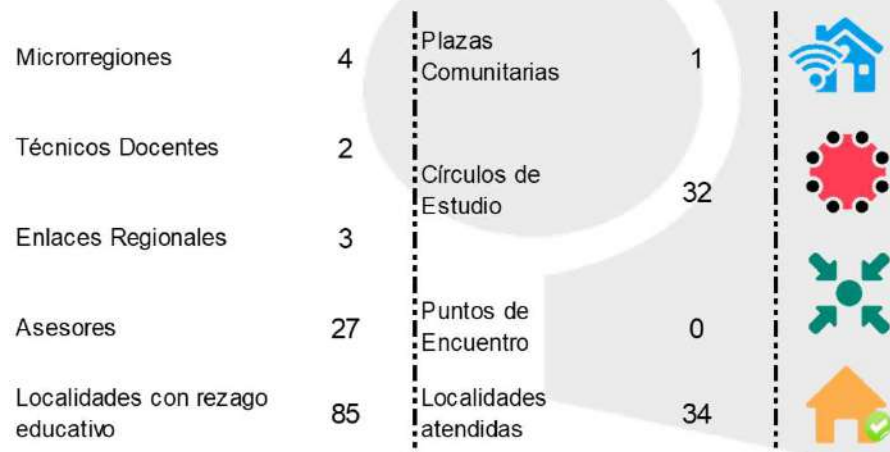 Microrregiones 4
Técnicos Docentes 2
Enlaces Regionales 3
Asesores 27
Localidades con rezago
educativo 85
Plazas
Comunitarias 1
Círculos de
Estudio 32
Puntos de
Encuentro 0
Localidades
atendidas 34